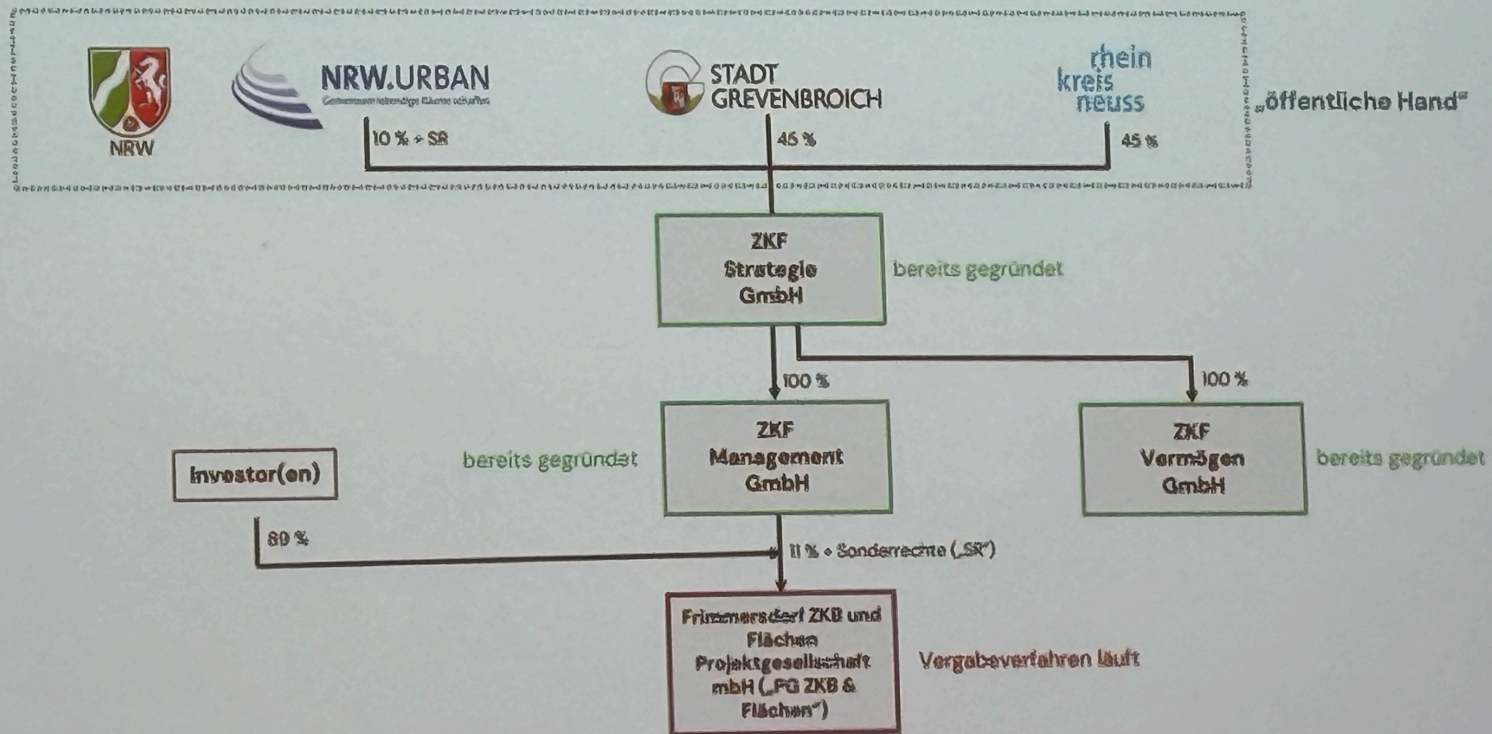 NRW
NRW.URBAN
STADT
GREVENBROICH
rhein
kreis
neuss
„öffentliche Hand“
10 % + SR
45 %
45 %
ZKF
Strategie
GmbH
bereits gegründet
100 %
100 %
ZKF
Management
GmbH
bereits gegründet
ZKF
Vermögen
GmbH
bereits gegründet
Investor(en)
89 %
11 % + Sonderrechte („SR“)
Frimmersdorf ZKB und
Flächen
Projektgesellschaft
mbH („PG ZKB &
Flächen“)
Vergabeverfahren läuft